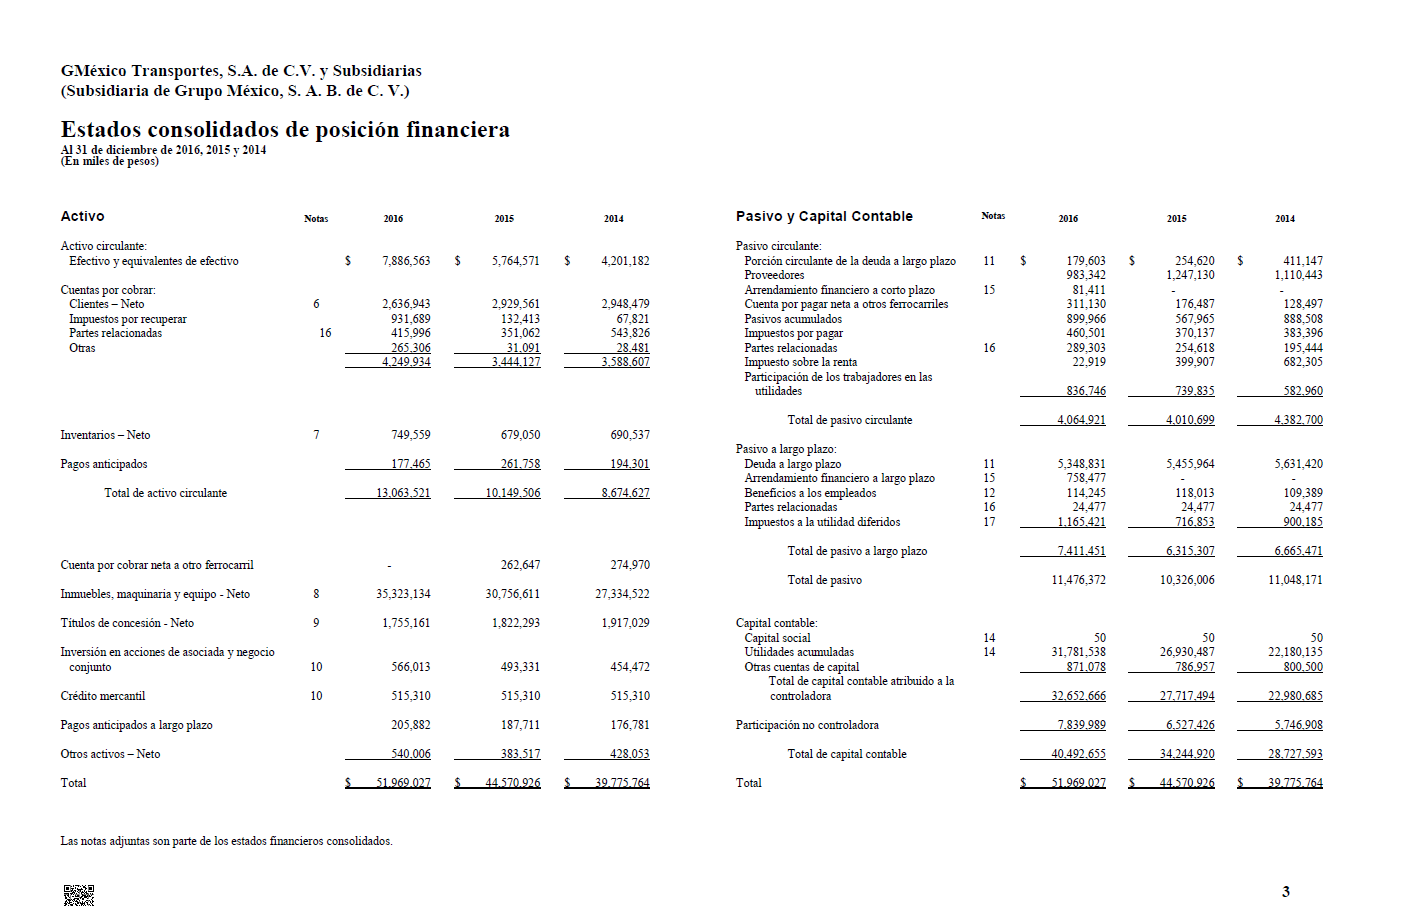 GMéxico Transportes, S.A. de C.V. y Subsidiarias
(Subsidiaria de Grupo México, S. A. B. de C. V.)
Estados consolidados de posición financiera
Al 31 de diciembre de 2016, 2015 y 2014
(En miles de pesos)
Activo Notas 2016 2015 2014
Activo circulante:
Efectivo y equivalentes de efectivo $ 7,886,563 $ 5,764,571 $ 4,201,182
Cuentas por cobrar:
Clientes – Neto 6 2,636,943 2,929,561 2,948,479
Impuestos por recuperar 931,689 132,413 67,821
Partes relacionadas 16 415,996 351,062 543,826
Otras 265,306 31,091 28,481
4,249,934 3,444,127 3,588,607
Inventarios – Neto 7 749,559 679,050 690,537
Pagos anticipados 177,465 261,758 194,301
Total de activo circulante 13,063,521 10,149,506 8,674,627
Cuenta por cobrar neta a otro ferrocarril - 262,647 274,970
Inmuebles, maquinaria y equipo - Neto 8 35,323,134 30,756,611 27,334,522
Títulos de concesión - Neto 9 1,755,161 1,822,293 1,917,029
Inversión en acciones de asociada y negocio
conjunto 10 566,013 493,331 454,472
Crédito mercantil 10 515,310 515,310 515,310
Pagos anticipados a largo plazo 205,882 187,711 176,781
Otros activos – Neto 540,006 383,517 428,053
Total $ 51,969,027 $ 44,570,926 $ 39,775,764
Pasivo y Capital Contable Notas 2016 2015 2014
Pasivo circulante:
Porción circulante de la deuda a largo plazo 11 $ 179,603 $ 254,620 $ 411,147
Proveedores 983,342 1,247,130 1,110,443
Arrendamiento financiero a corto plazo 15 81,411 - -
Cuenta por pagar neta a otros ferrocarriles 311,130 176,487 128,497
Pasivos acumulados 899,966 567,965 888,508
Impuestos por pagar 460,501 370,137 383,396
Partes relacionadas 16 289,303 254,618 195,444
Impuesto sobre la renta 22,919 399,907 682,305
Participación de los trabajadores en las
utilidades 836,746 739,835 582,960
Total de pasivo circulante 4,064,921 4,010,699 4,382,700
Pasivo a largo plazo:
Deuda a largo plazo 11 5,348,831 5,455,964 5,631,420
Arrendamiento financiero a largo plazo 15 758,477 - -
Beneficios a los empleados 12 114,245 118,013 109,389
Partes relacionadas 16 24,477 24,477 24,477
Impuestos a la utilidad diferidos 17 1,165,421 716,853 900,185
Total de pasivo a largo plazo 7,411,451 6,315,307 6,665,471
Total de pasivo 11,476,372 10,326,006 11,048,171
Capital contable:
Capital social 14 50 50 50
Utilidades acumuladas 14 31,781,538 26,930,487 22,180,135
Otras cuentas de capital 871,078 786,957 800,500
Total de capital contable atribuido a la
controladora 32,652,666 27,717,494 22,980,685
Participación no controladora 7,839,989 6,527,426 5,746,908
Total de capital contable 40,492,655 34,244,920 28,727,593
Total $ 51,969,027 $ 44,570,926 $ 39,775,764
Las notas adjuntas son parte de los estados financieros consolidados.
3